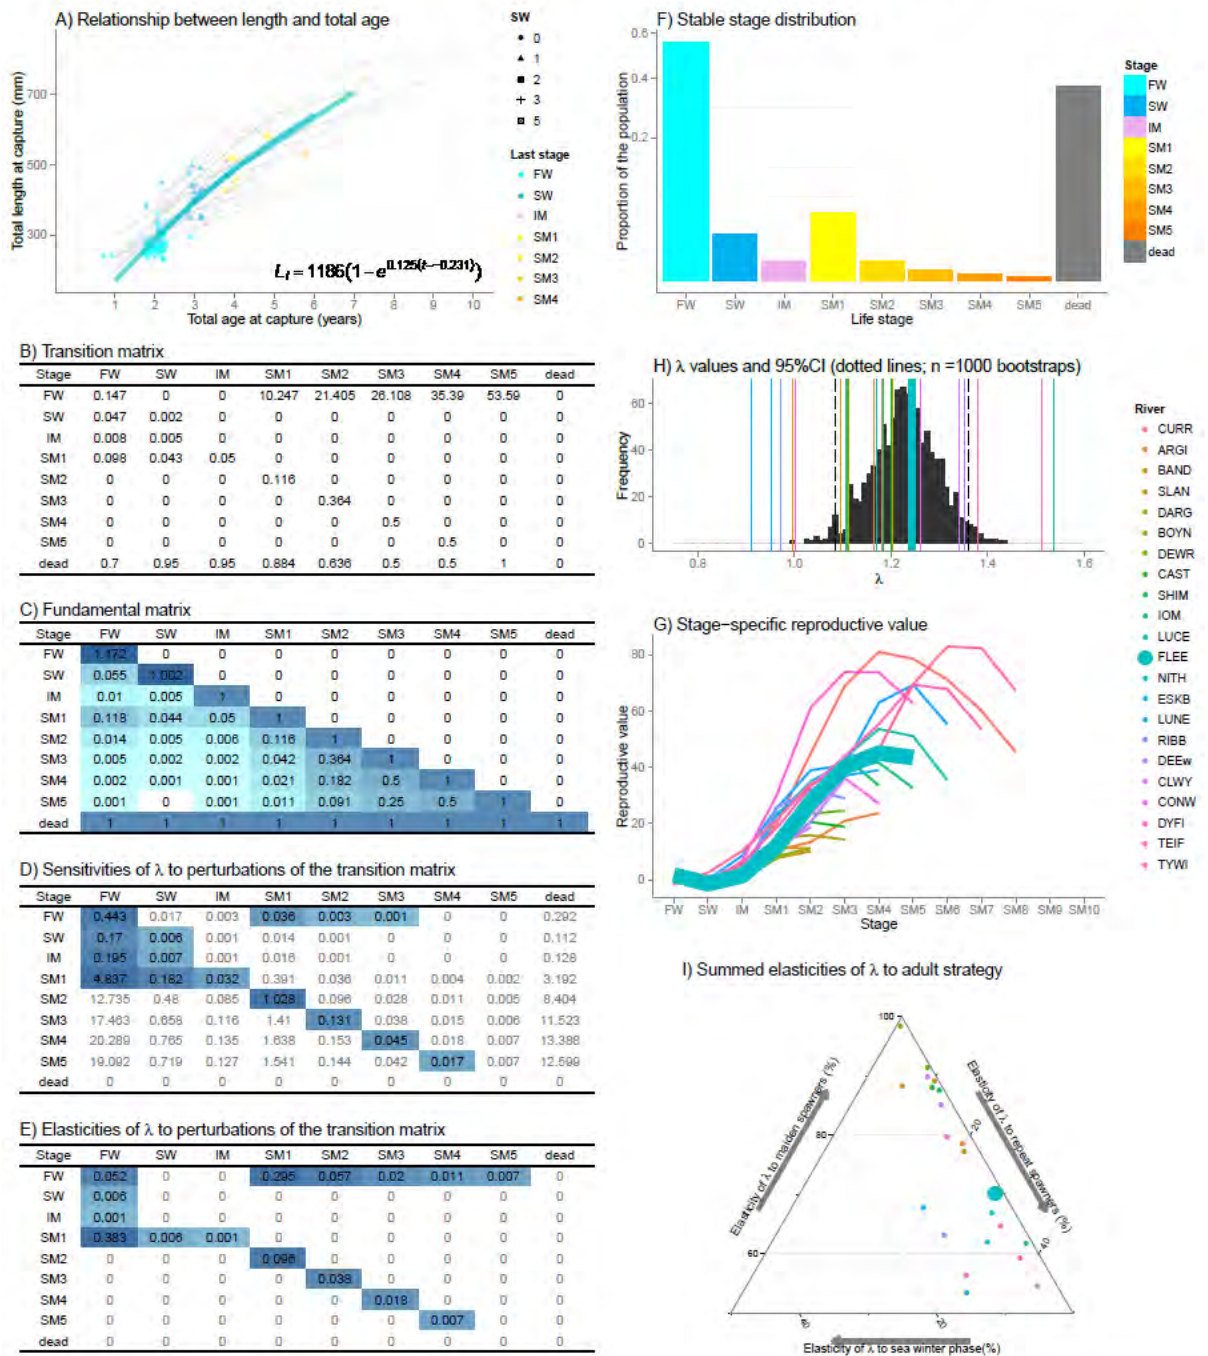 A) Relationship between length and total age
Total length at capture (mm)
700
500
300
1 2 3 4 5 6 7 8 9 10
Total age at capture (years)
SW
0
1
2
3
5
Last stage
FW
SW
IM
SM1
SM2
SM3
SM4
B) Transition matrix
Stage FW SW IM SM1 SM2 SM3 SM4 SM5 dead
FW 0.147 0 0 10.247 21.405 26.108 35.39 53.59 0
SW 0.047 0.002 0 0 0 0 0 0 0
IM 0.008 0.005 0 0 0 0 0 0 0
SM1 0.098 0.043 0.05 0 0 0 0 0 0
SM2 0 0 0 0.116 0 0 0 0 0
SM3 0 0 0 0 0.364 0 0 0 0
SM4 0 0 0 0 0 0.5 0 0 0
SM5 0 0 0 0 0 0 0.5 0 0
dead 0.7 0.95 0.95 0.884 0.636 0.5 0.5 1 0
C) Fundamental matrix
Stage FW SW IM SM1 SM2 SM3 SM4 SM5 dead
FW 1.172 0 0 0 0 0 0 0 0
SW 0.055 1.002 0 0 0 0 0 0 0
IM 0.01 0.005 1 0 0 0 0 0 0
SM1 0.118 0.044 0.05 1 0 0 0 0 0
SM2 0.014 0.005 0.006 0.116 1 0 0 0 0
SM3 0.005 0.002 0.002 0.042 0.364 1 0 0 0
SM4 0.002 0.001 0.001 0.021 0.182 0.5 1 0 0
SM5 0.001 0 0.001 0.011 0.091 0.25 0.5 1 0
dead 1 1 1 1 1 1 1 1 1
D) Sensitivities of λ to perturbations of the transition matrix
Stage FW SW IM SM1 SM2 SM3 SM4 SM5 dead
FW 0.443 0.017 0.003 0.036 0.003 0.001 0 0 0.292
SW 0.17 0.006 0.001 0.014 0.001 0 0 0 0.112
IM 0.195 0.007 0.001 0.016 0.001 0 0 0 0.128
SM1 4.837 0.182 0.032 0.391 0.036 0.011 0.004 0.002 3.192
SM2 12.735 0.48 0.085 1.028 0.096 0.028 0.011 0.005 8.404
SM3 17.463 0.658 0.116 1.41 0.131 0.038 0.015 0.006 11.523
SM4 20.289 0.765 0.135 1.638 0.153 0.045 0.018 0.007 13.388
SM5 19.092 0.719 0.127 1.541 0.144 0.042 0.017 0.007 12.599
dead 0 0 0 0 0 0 0 0 0
E) Elasticities of λ to perturbations of the transition matrix
Stage FW SW IM SM1 SM2 SM3 SM4 SM5 dead
FW 0.052 0 0 0.295 0.057 0.02 0.011 0.007 0
SW 0.006 0 0 0 0 0 0 0 0
IM 0.001 0 0 0 0 0 0 0 0
SM1 0.383 0.006 0.001 0 0 0 0 0 0
SM2 0 0 0 0.096 0 0 0 0 0
SM3 0 0 0 0 0.038 0 0 0 0
SM4 0 0 0 0 0 0.018 0 0 0
SM5 0 0 0 0 0 0 0.007 0 0
dead 0 0 0 0 0 0 0 0 0
F) Stable stage distribution
Proportion of the population
0.6
0.4
0.2
FW SW IM SM1 SM2 SM3 SM4 SM5 dead
Life stage
Stage
FW
SW
IM
SM1
SM2
SM3
SM4
SM5
dead
H) λ values and 95%CI (dotted lines; n =1000 bootstraps)
Frequency
60
40
20
0
0.8 1.0 1.2 1.4 1.6
λ
River
CURR
ARGI
BAND
SLAN
DARG
BOYN
DEWR
CAST
SHIM
IOM
LUCE
FLEE
NITH
ESKB
LUNE
RIBB
DEEw
CLWY
CONW
DYFI
TEIF
TYWI
G) Stage−specific reproductive value
Reproductive value
80
60
40
20
0
FW SW IM SM1 SM2 SM3 SM4 SM5 SM6 SM7 SM8 SM9 SM10
Stage
I) Summed elasticities of λ to adult strategy
100
80
60
20
40
40
20
Elasticity of λ to maiden spawners (%)
Elasticity of λ to repeat spawners (%)
Elasticity of λ to sea winter phase(%)